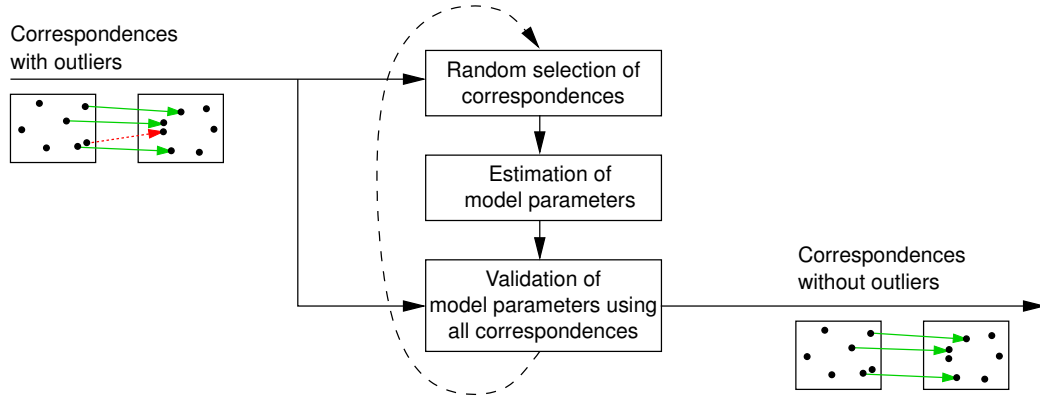 Correspondences
with outliers
Random selection of
correspondences
Estimation of
model parameters
Validation of
model parameters using
all correspondences
Correspondences
without outliers